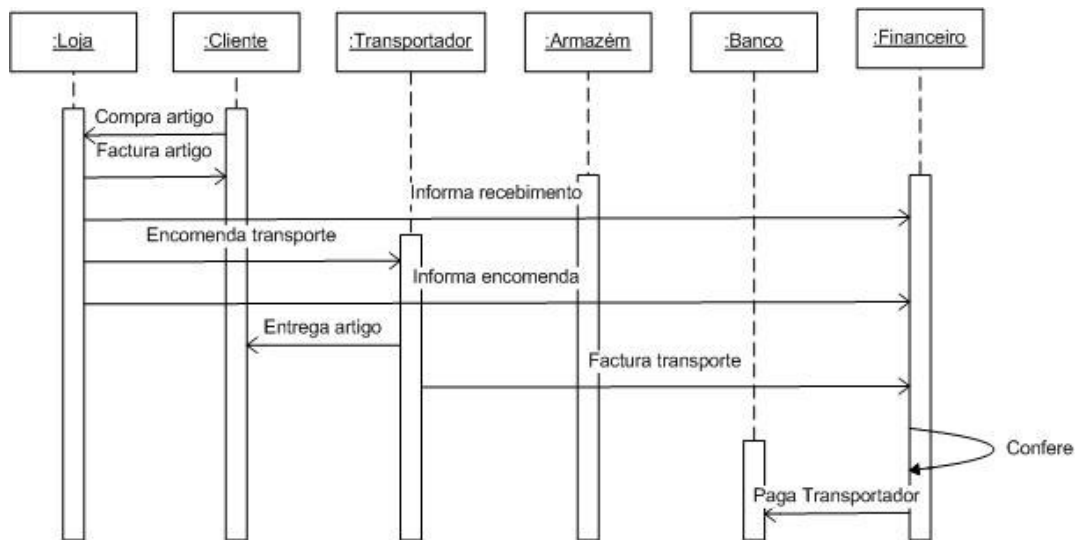 :Loja
:Cliente
:Transportador
:Armazém
:Banco
:Financeiro
Compra artigo
Factura artigo
Informa recebimento
Encomenda transporte
Informa encomenda
Entrega artigo
Factura transporte
Confere
Paga Transportador